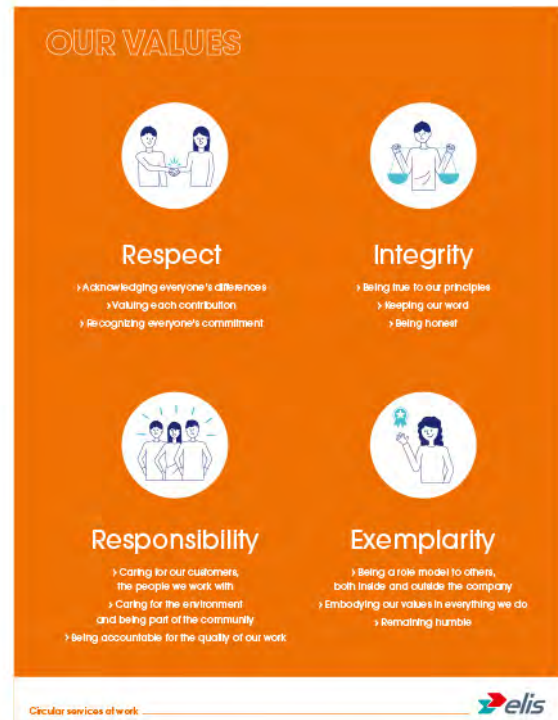 OUR VALUES
Respect
› Acknowledging everyone's differences
› Valuing each contribution
› Recognizing everyone's commitment
Integrity
› Being true to our principles
› Keeping our word
› Being honest
Responsibility
› Caring for our customers,
the people we work with
› Caring for the environment
and being part of the community
› Being accountable for the quality of our work
Exemplarity
› Being a role model to others,
both inside and outside the company
› Embodying our values in everything we do
› Remaining humble
Circular services at work
elis